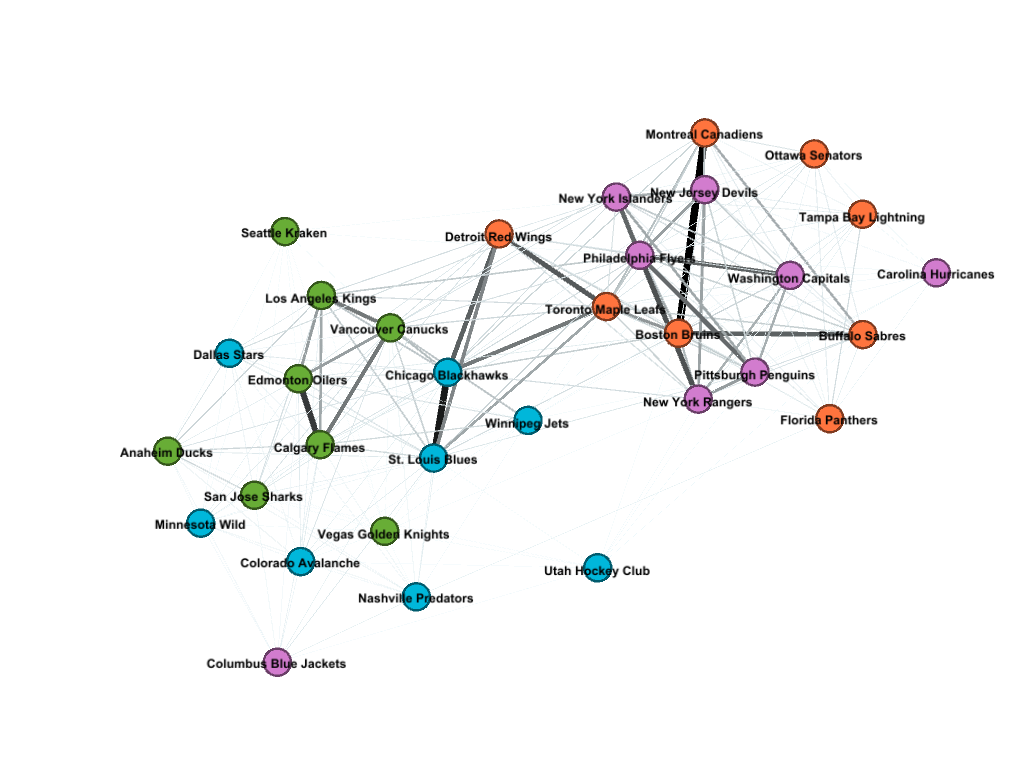 Montreal Canadiens
Ottawa Senators
New Jersey Devils
New York Islanders
Tampa Bay Lightning
Seattle Kraken
Detroit Red Wings
Philadelphia Flyers
Carolina Hurricanes
Washington Capitals
Los Angeles Kings
Toronto Maple Leafs
Vancouver Canucks
Boston Bruins
Buffalo Sabres
Dallas Stars
Chicago Blackhawks
Pittsburgh Penguins
Edmonton Oilers
New York Rangers
Florida Panthers
Winnipeg Jets
Calgary Flames
Anaheim Ducks
St. Louis Blues
San Jose Sharks
Minnesota Wild
Vegas Golden Knights
Colorado Avalanche
Utah Hockey Club
Nashville Predators
Columbus Blue Jackets